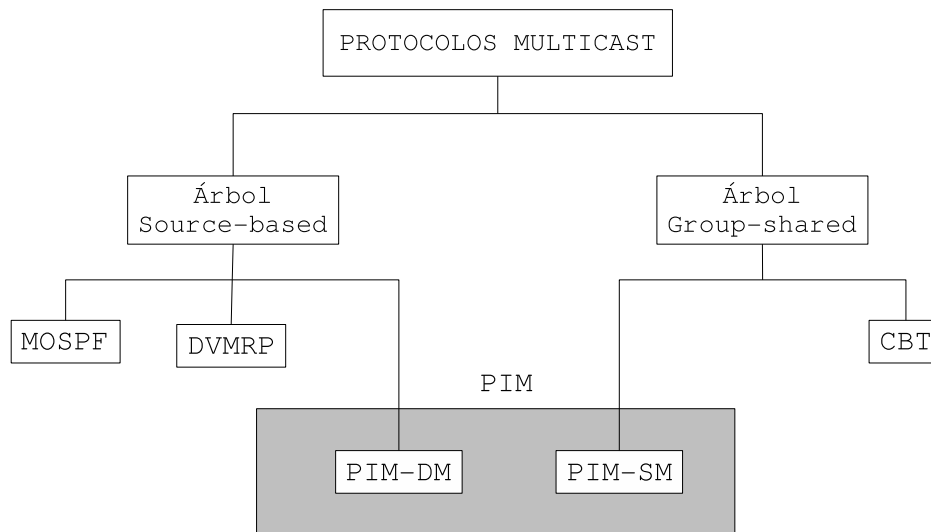 PROTOCOLOS MULTICAST
Árbol
Source-based
Árbol
Group-shared
MOSPF
DVMRP
CBT
PIM
PIM-DM
PIM-SM